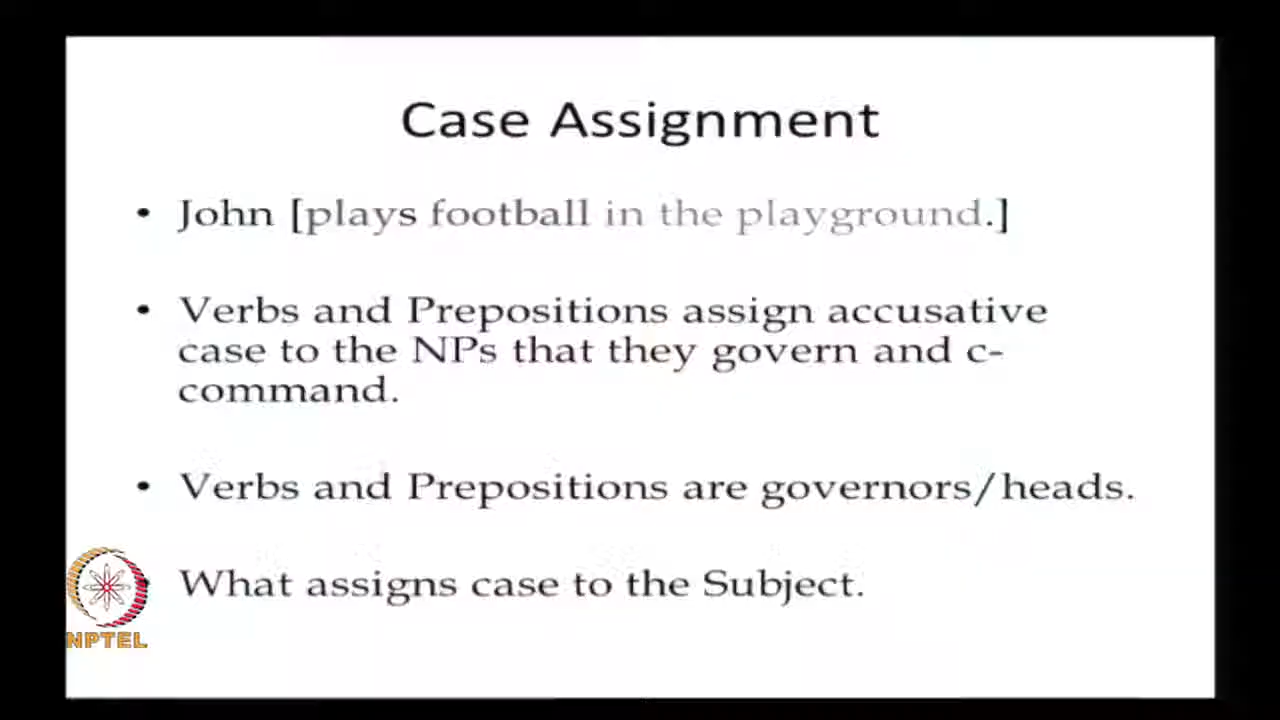 Case Assignment
• John [plays football in the playground.]
• Verbs and Prepositions assign accusative
case to the NPs that they govern and c-
command.
• Verbs and Prepositions are governors/heads.
• What assigns case to the Subject.
NPTEL